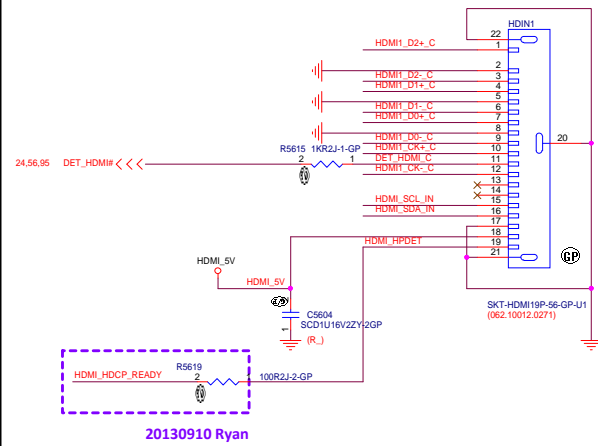 HDIN1
22
HDMI1_D2+_C
1
2
HDMI1_D2-_C
3
HDMI1_D1+_C
4
5
HDMI1_D1-_C
6
HDMI1_D0+_C
7
8
HDMI1_D0-_C
9
HDMI1_CK+_C
10
20
R5615
1KR2J-1-GP
24,56,95
DET_HDMI#
2
1
DET_HDMI_C
11
HDMI1_CK-_C
12
13
14
HDMI_SCL_IN
15
HDMI_SDA_IN
16
17
18
HDMI_HPDET
19
21
GP
HDMI_5V
HDMI_5V
SKT-HDMI19P-56-GP-U1
(062.10012.0271)
C5604
SCD1U16V2ZY-2GP
1
(R_)
R5619
HDMI_HDCP_READY
2
1
100R2J-2-GP
20130910 Ryan